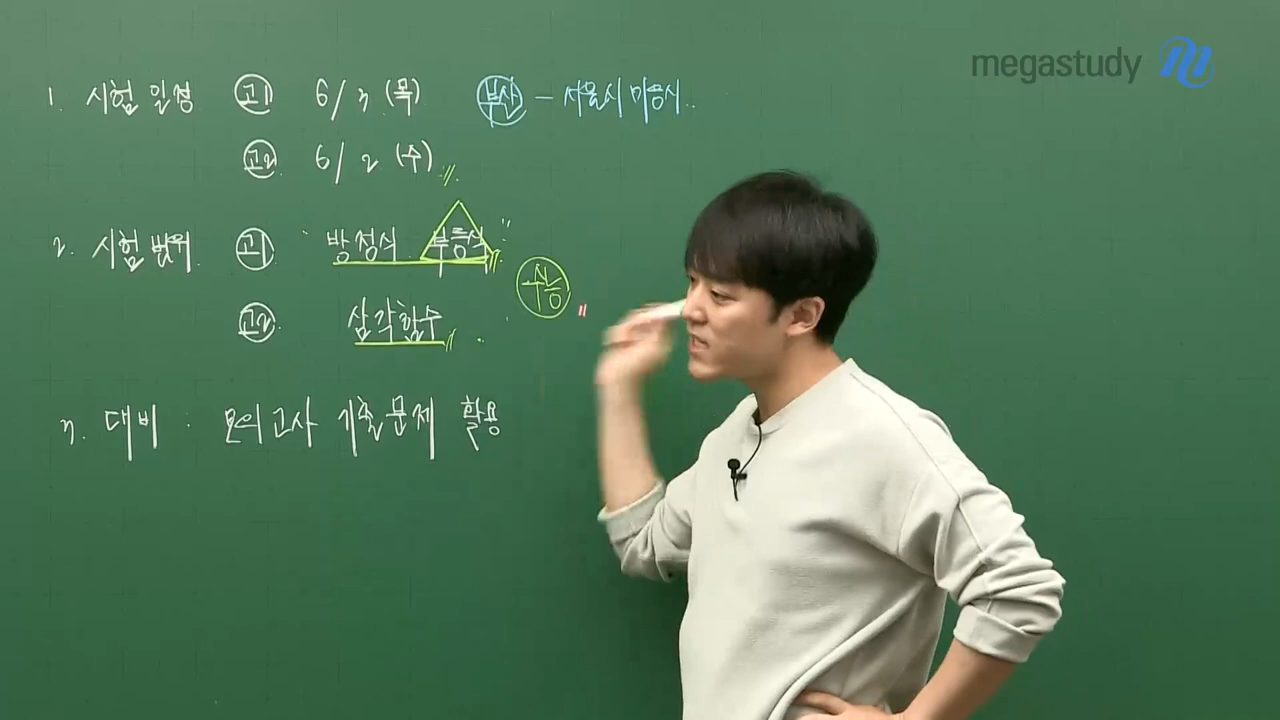 megastudy
1. 시험 일정 고1 6/3 (목) 부산 - 서울시 미응시..
고2 6/2 (수)
2. 시험 범위 고1 방정식. 부등식
수능
고2 삼각함수
3. 대비 : 모의고사 기출문제 활용